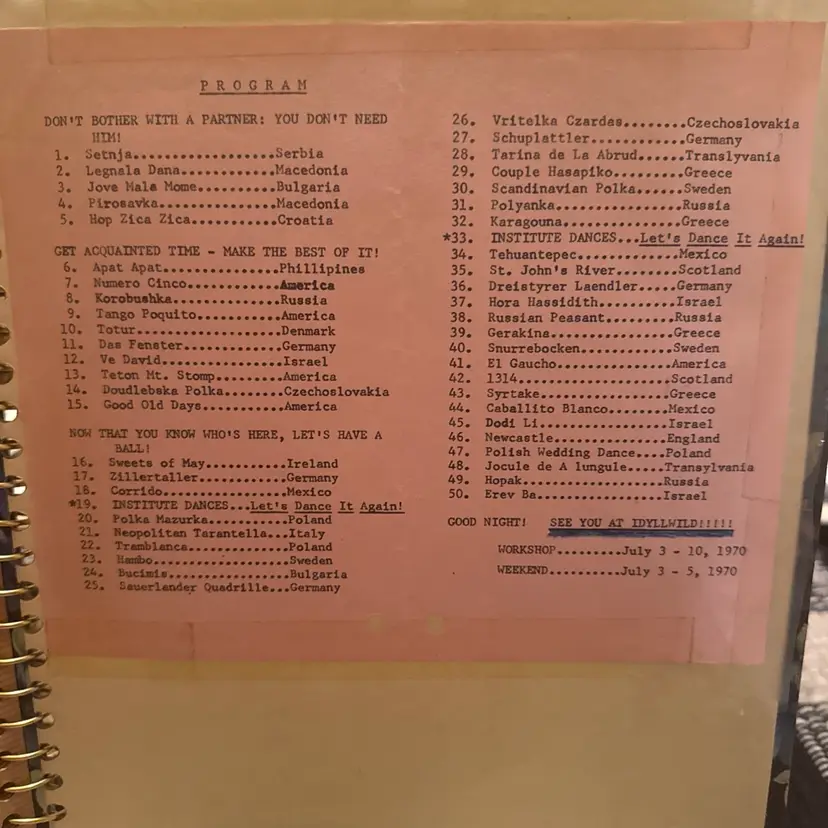 PROGRAM
DON'T BOTHER WITH A PARTNER: YOU DON'T NEED
HIM!
1. Setnja..................Serbia
2. Legnala Dana............Macedonia
3. Jove Mala Mome..........Bulgaria
4. Pirosavka...............Macedonia
5. Hop Zica Zica...........Croatia
GET ACQUAINTED TIME - MAKE THE BEST OF IT!
6. Apat Apat...............Phillipines
7. Numero Cinco............America
8. Korobushka..............Russia
9. Tango Poquito...........America
10. Totur...................Denmark
11. Das Fenster.............Germany
12. Ve David................Israel
13. Teton Mt. Stomp.........America
14. Doudlebska Polka........Czechoslovakia
15. Good Old Days...........America
NOW THAT YOU KNOW WHO'S HERE, LET'S HAVE A
BALL!
16. Sweets of May...........Ireland
17. Zillertaller............Germany
18. Corrido.................Mexico
*19. INSTITUTE DANCES...Let's Dance It Again!
20. Polka Mazurka...........Poland
21. Neopolitan Tarantella...Italy
22. Tramblanca..............Poland
23. Hambo...................Sweden
24. Bucimis.................Bulgaria
25. Sauerlander Quadrille...Germany
26. Vritelka Czardas........Czechoslovakia
27. Schuplattler............Germany
28. Tarina de La Abrud......Translyvania
29. Couple Hasapiko.........Greece
30. Scandinavian Polka......Sweden
31. Polyanka................Russia
32. Karagouna...............Greece
*33. INSTITUTE DANCES...Let's Dance It Again!
34. Tehuantepec.............Mexico
35. St. John's River........Scotland
36. Dreistyrer Laendler.....Germany
37. Hora Hassidith..........Israel
38. Russian Peasant.........Russia
39. Gerakina................Greece
40. Snurrebocken............Sweden
41. El Gaucho...............America
42. 1314....................Scotland
43. Syrtake.................Greece
44. Caballito Blanco........Mexico
45. Dodi Li.................Israel
46. Newcastle...............England
47. Polish Wedding Dance....Poland
48. Jocule de A lungule.....Transylvania
49. Hopak...................Russia
50. Erev Ba.................Israel
GOOD NIGHT! SEE YOU AT IDYLLWILD!!!!!
WORKSHOP.........July 3 - 10, 1970
WEEKEND..........July 3 - 5, 1970